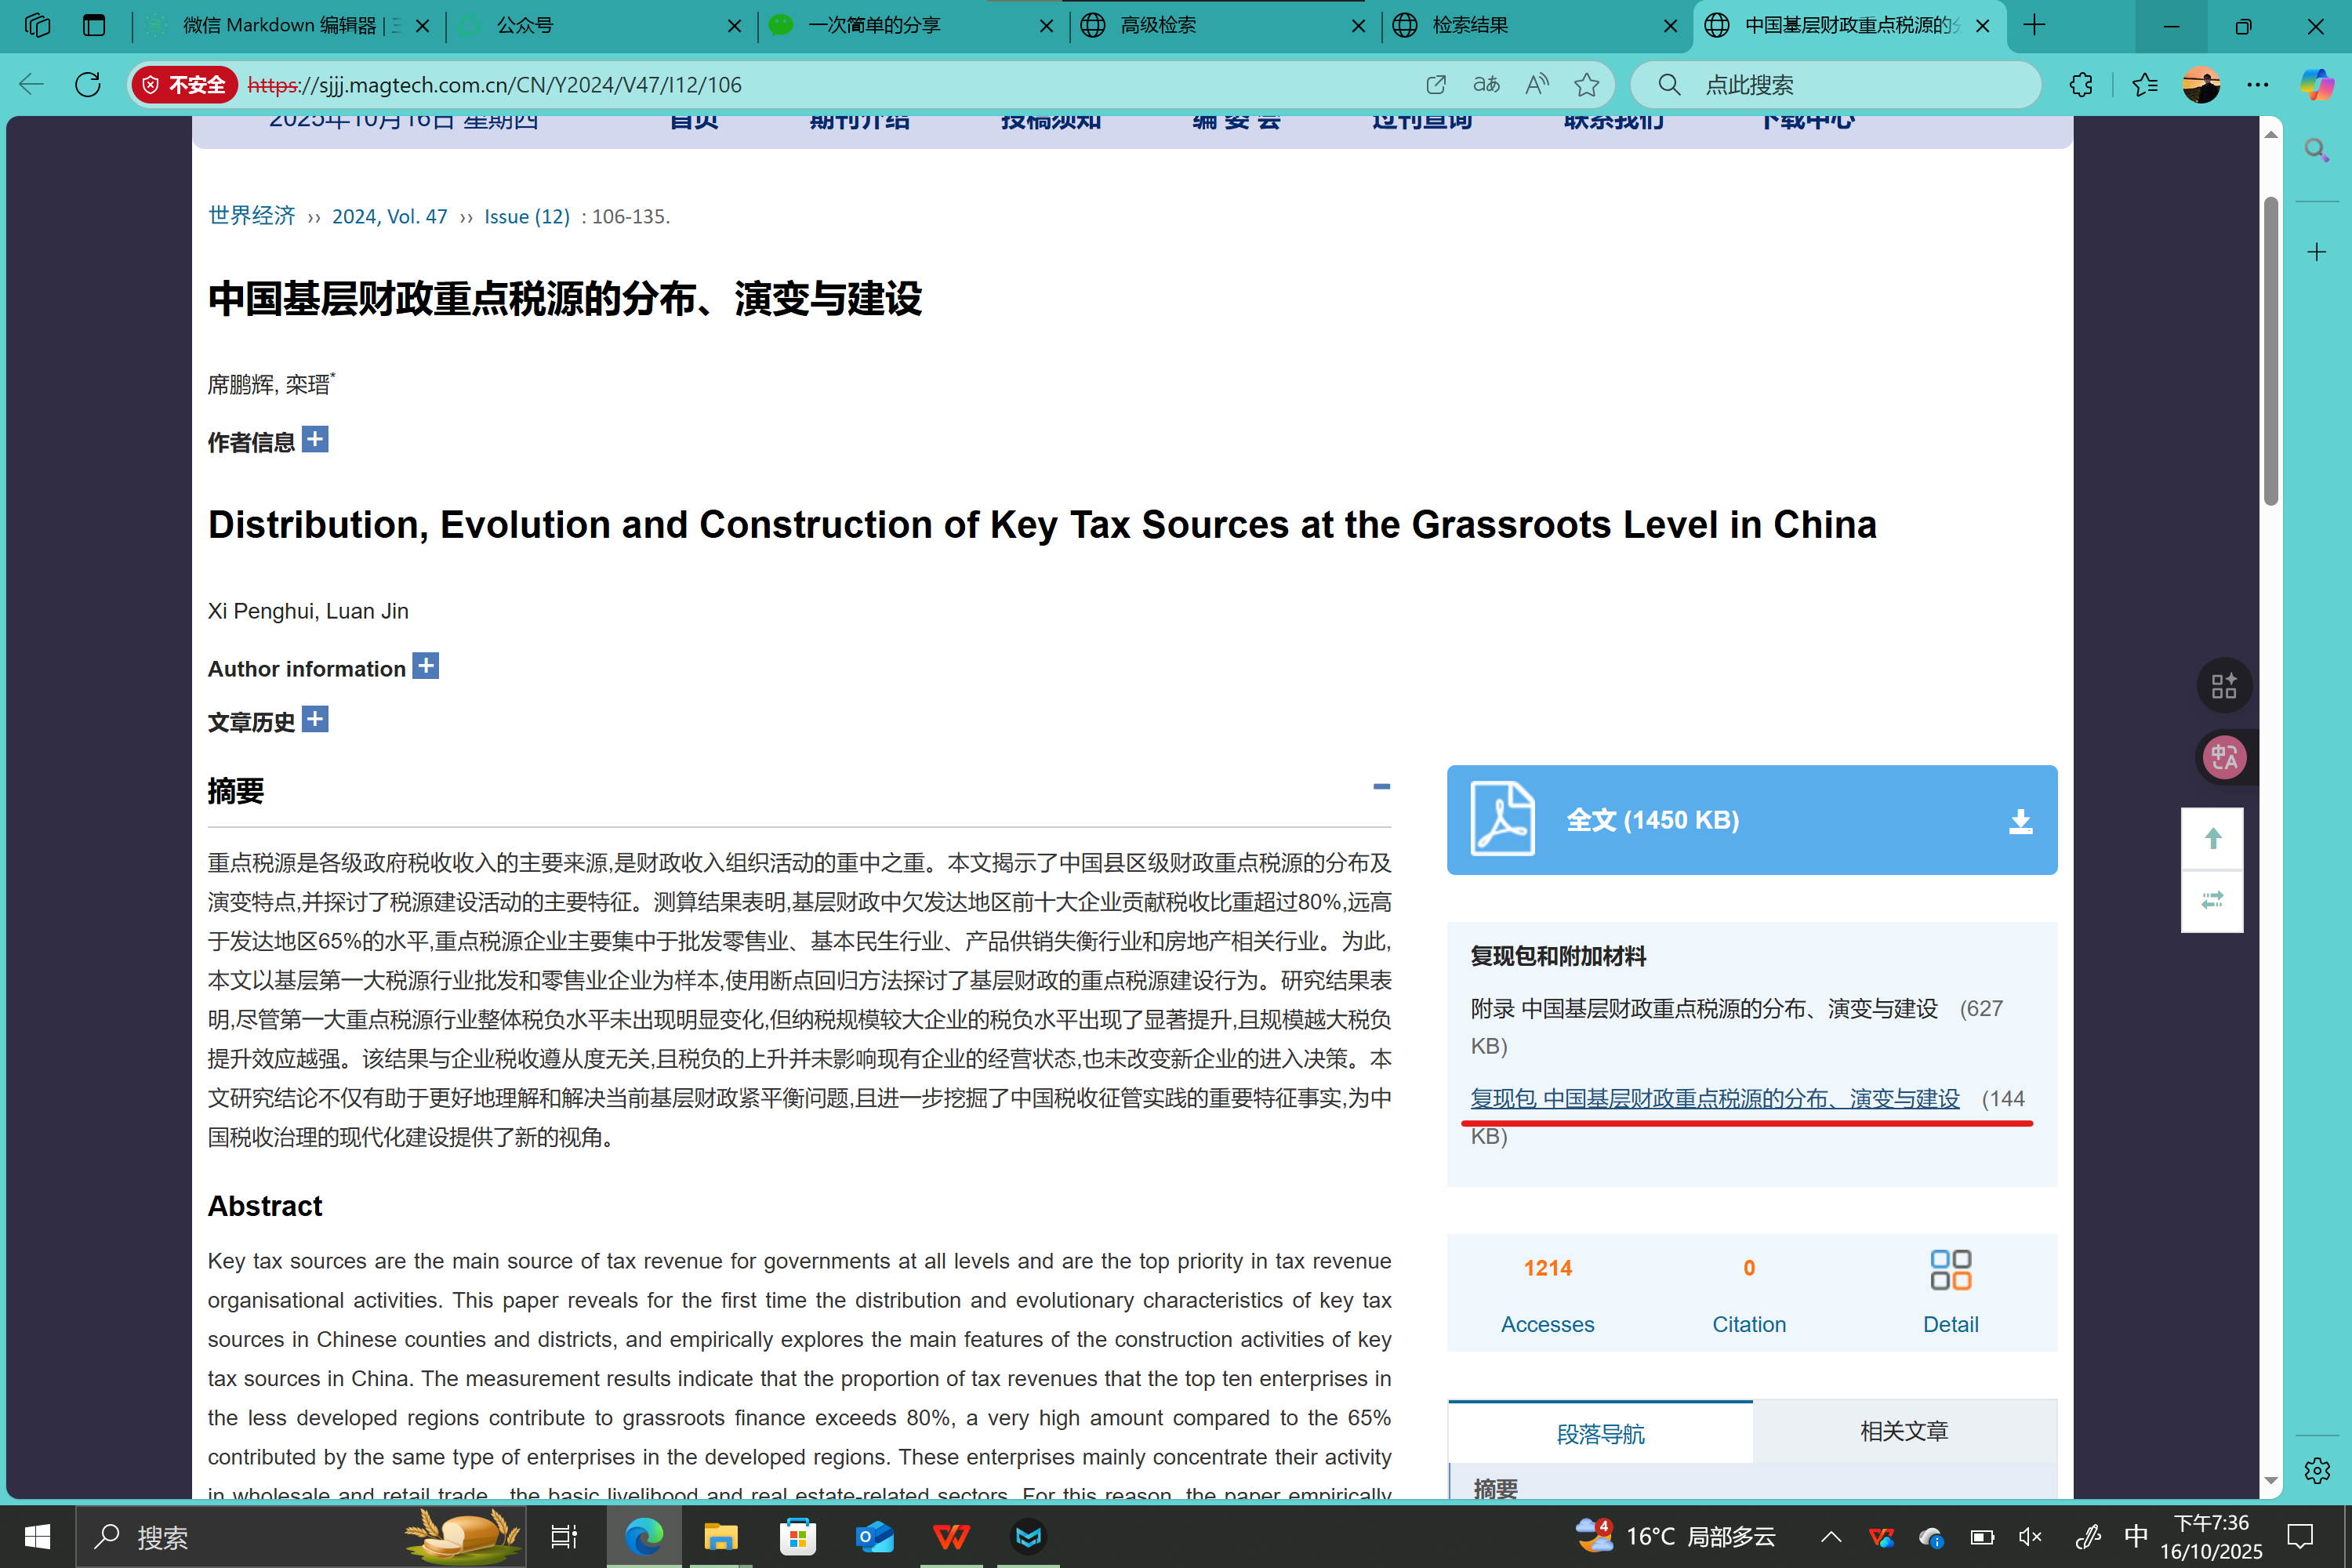 微信 Markdown 编辑器 | 三
公众号
一次简单的分享
高级检索
检索结果
中国基层财政重点税源的分
不安全
https://sjjj.magtech.com.cn/CN/Y2024/V47/I12/106
点此搜索
2025年10月16日 星期四
首页
期刊介绍
投稿须知
编 委 会
过刊查询
联系我们
下载中心
世界经济 ›› 2024, Vol. 47 ›› Issue (12) : 106-135.
中国基层财政重点税源的分布、演变与建设
席鹏辉, 栾瑨*
作者信息 +
Distribution, Evolution and Construction of Key Tax Sources at the Grassroots Level in China
Xi Penghui, Luan Jin
Author information +
文章历史 +
摘要
重点税源是各级政府税收收入的主要来源,是财政收入组织活动的重中之重。本文揭示了中国县区级财政重点税源的分布及
演变特点,并探讨了税源建设活动的主要特征。测算结果表明,基层财政中欠发达地区前十大企业贡献税收比重超过80%,远高
于发达地区65%的水平,重点税源企业主要集中于批发零售业、基本民生行业、产品供销失衡行业和房地产相关行业。为此,
本文以基层第一大税源行业批发和零售业企业为样本,使用断点回归方法探讨了基层财政的重点税源建设行为。研究结果表
明,尽管第一大重点税源行业整体税负水平未出现明显变化,但纳税规模较大企业的税负水平出现了显著提升,且规模越大税负
提升效应越强。该结果与企业税收遵从度无关,且税负的上升并未影响现有企业的经营状态,也未改变新企业的进入决策。本
文研究结论不仅有助于更好地理解和解决当前基层财政紧平衡问题,且进一步挖掘了中国税收征管实践的重要特征事实,为中
国税收治理的现代化建设提供了新的视角。
Abstract
Key tax sources are the main source of tax revenue for governments at all levels and are the top priority in tax revenue
organisational activities. This paper reveals for the first time the distribution and evolutionary characteristics of key tax
sources in Chinese counties and districts, and empirically explores the main features of the construction activities of key
tax sources in China. The measurement results indicate that the proportion of tax revenues that the top ten enterprises in
the less developed regions contribute to grassroots finance exceeds 80%, a very high amount compared to the 65%
contributed by the same type of enterprises in the developed regions. These enterprises mainly concentrate their activity
in wholesale and retail trade, the basic livelihood and real estate-related sectors. For this reason, the paper empirically
全文 (1450 KB)
复现包和附加材料
附录 中国基层财政重点税源的分布、演变与建设 (627
KB)
复现包 中国基层财政重点税源的分布、演变与建设 (144
KB)
1214
0
Accesses
Citation
Detail
段落导航
相关文章
摘要
搜索
4
16°C 局部多云
中
下午7:36
16/10/2025